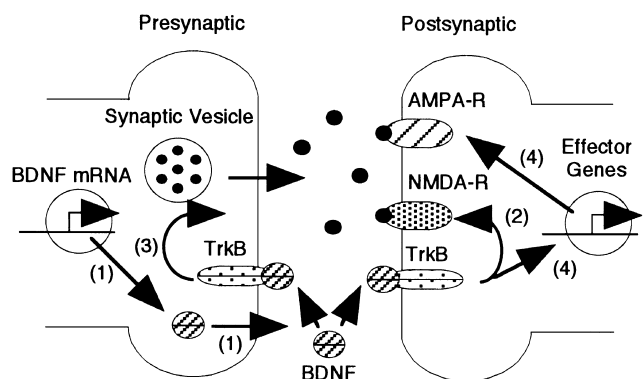 Presynaptic
Postsynaptic
Synaptic Vesicle
AMPA-R
BDNF mRNA
(4)
Effector
Genes
NMDA-R
(3)
TrkB
(2)
TrkB
(1)
(4)
(1)
BDNF